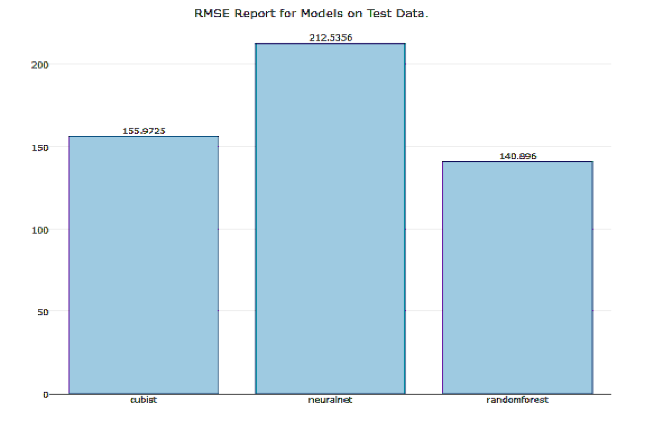 RMSE Report for Models on Test Data.
212.5356
200
155.9725
150
140.896
100
50
0
cubist
neuralnet
randomforest